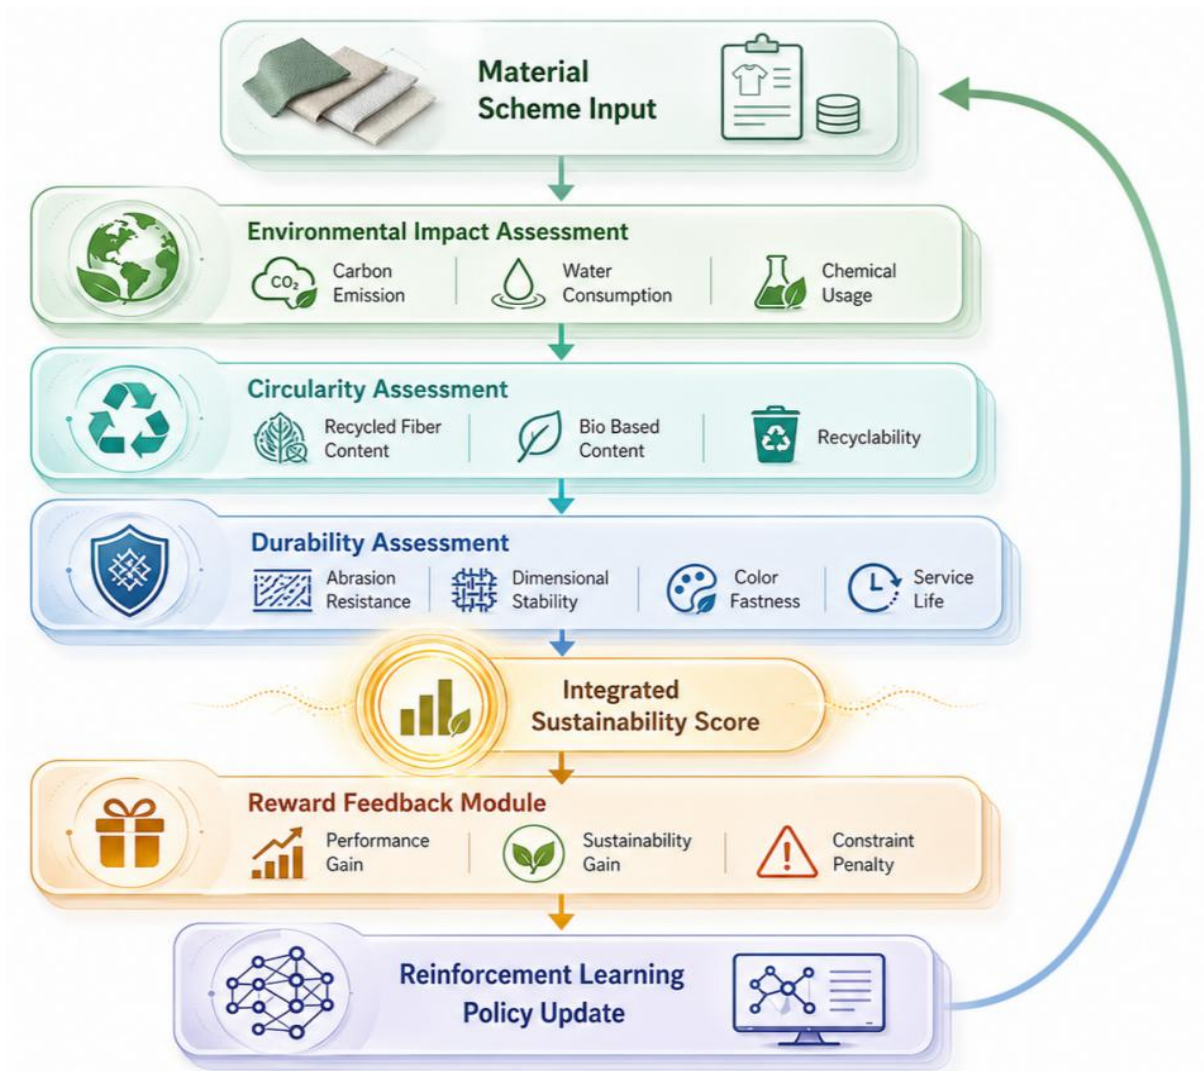 Material
Scheme Input
Environmental Impact Assessment
CO₂
Carbon
Emission
Water
Consumption
Chemical
Usage
Circularity Assessment
Recycled Fiber
Content
Bio Based
Content
Recyclability
Durability Assessment
Abrasion
Resistance
Dimensional
Stability
Color
Fastness
Service
Life
Integrated
Sustainability Score
Reward Feedback Module
Performance
Gain
Sustainability
Gain
Constraint
Penalty
Reinforcement Learning
Policy Update